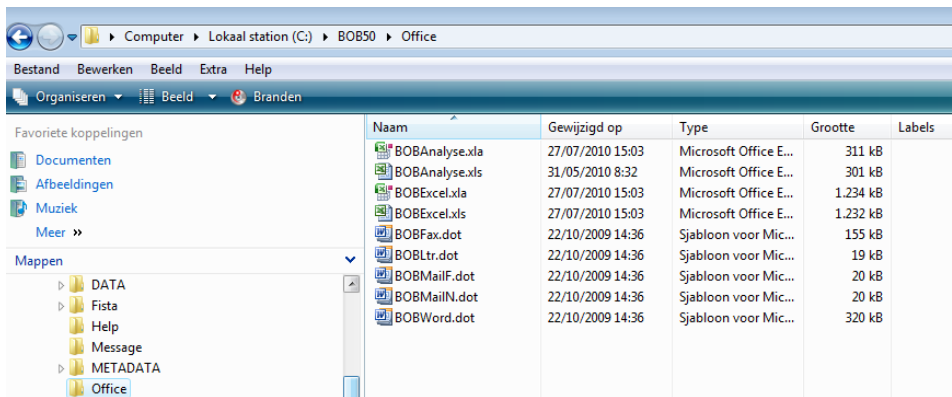 Computer Lokaal station (C:) BOB50 Office
Bestand Bewerken Beeld Extra Help
Organiseren Beeld Branden
Favoriete koppelingen
Documenten
Afbeeldingen
Muziek
Meer »
Mappen
DATA
Fista
Help
Message
METADATA
Office
Naam Gewijzigd op Type Grootte Labels
BOBAnalyse.xla 27/07/2010 15:03 Microsoft Office E... 311 kB
BOBAnalyse.xls 31/05/2010 8:32 Microsoft Office E... 301 kB
BOBExcel.xla 27/07/2010 15:03 Microsoft Office E... 1.234 kB
BOBExcel.xls 27/07/2010 15:03 Microsoft Office E... 1.232 kB
BOBFax.dot 22/10/2009 14:36 Sjabloon voor Mic... 155 kB
BOBLtr.dot 22/10/2009 14:36 Sjabloon voor Mic... 19 kB
BOBMailF.dot 22/10/2009 14:36 Sjabloon voor Mic... 20 kB
BOBMailN.dot 22/10/2009 14:36 Sjabloon voor Mic... 20 kB
BOBWord.dot 22/10/2009 14:36 Sjabloon voor Mic... 320 kB